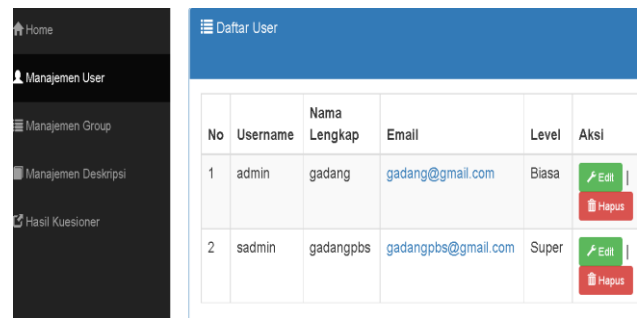 Home
Manajemen User
Manajemen Group
Manajemen Deskripsi
Hasil Kuesioner
Daftar User
No Username Nama Lengkap Email Level Aksi
1 admin gadang gadang@gmail.com Biasa Edit |
Hapus
2 sadmin gadangpbs gadangpbs@gmail.com Super Edit |
Hapus